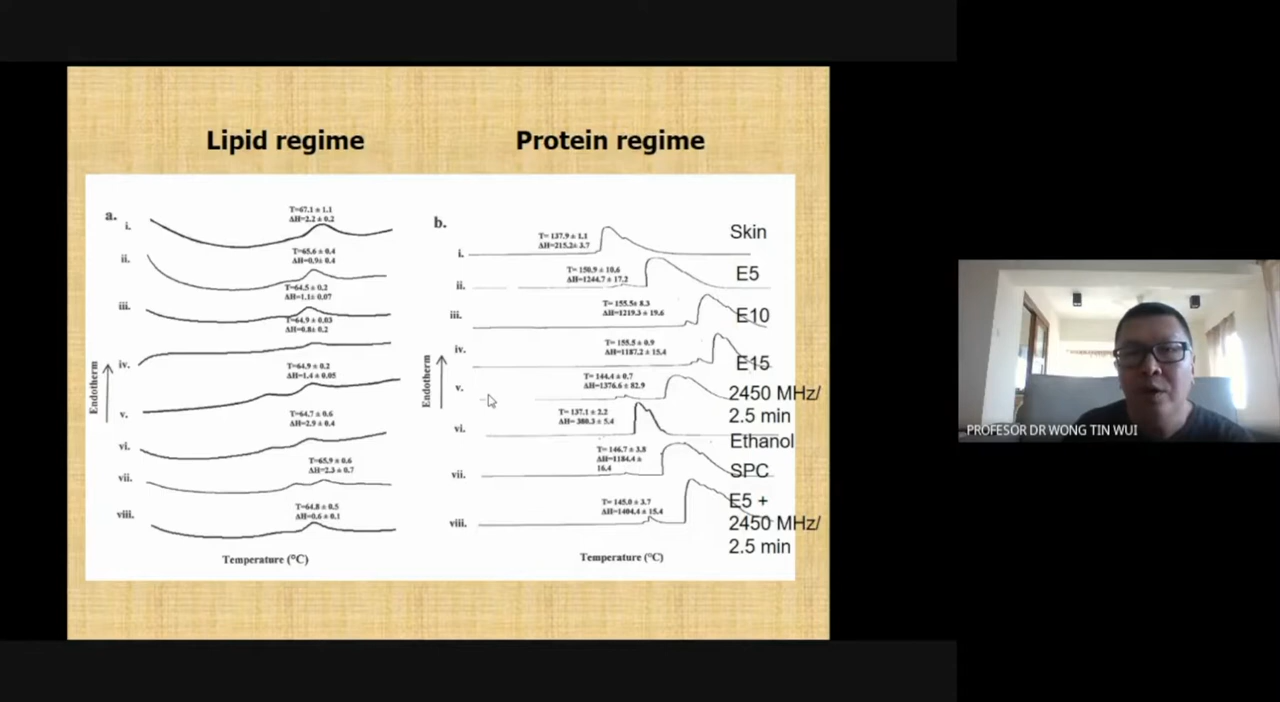 Lipid regime
Protein regime
a.
i.
T=67.1 ± 1.1
ΔH=2.2 ± 0.2
ii.
T=65.6 ± 0.4
ΔH=0.9± 0.4
iii.
T=64.5 ± 0.2
ΔH=1.1± 0.07
iv.
T=64.9 ± 0.03
ΔH=0.8± 0.2
v.
T=64.9 ± 0.2
ΔH=1.4 ± 0.05
vi.
T=64.7 ± 0.6
ΔH=2.9 ± 0.4
vii.
T=65.9 ± 0.6
ΔH=2.3 ± 0.7
viii.
T=64.8 ± 0.5
ΔH=0.6 ± 0.1
Endotherm
Temperature (°C)
b.
i.
T= 137.9 ± 1.1
ΔH=215.2± 3.7
Skin
ii.
T= 150.9 ± 10.6
ΔH=1244.7 ± 17.2
E5
iii.
T= 155.5± 8.3
ΔH=1219.3 ± 19.6
E10
iv.
T= 155.5 ± 0.9
ΔH=1187.2 ± 15.4
E15
v.
T= 144.4 ± 0.7
ΔH=1376.6 ± 82.9
2450 MHz/
2.5 min
vi.
T= 137.1 ± 2.2
ΔH= 380.3 ± 5.4
Ethanol
vii.
T= 146.7 ± 3.8
ΔH=1184.4 ±
16.4
SPC
viii.
T= 145.0 ± 3.7
ΔH=1404.4 ± 15.4
E5 +
2450 MHz/
2.5 min
Endotherm
Temperature (°C)
PROFESOR DR WONG TIN WUI